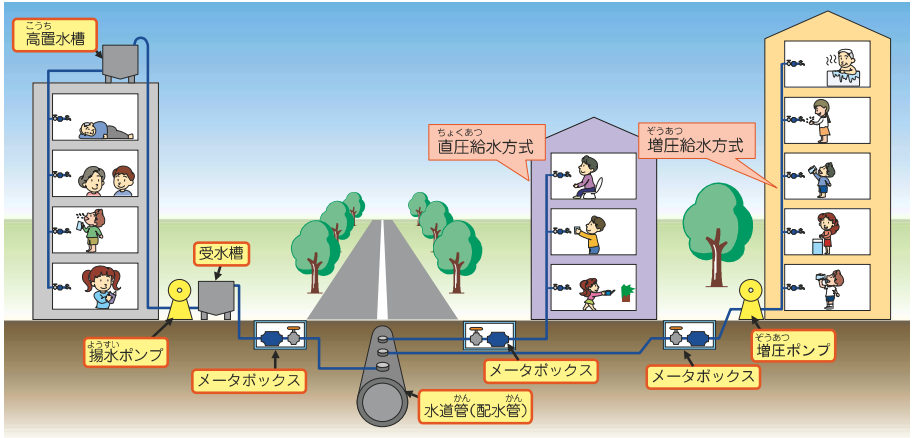 こうち
高置水槽
ちょくあつ
直圧給水方式
ぞうあつ
増圧給水方式
受水槽
ようすい
揚水ポンプ
メータボックス
かん かん
水道管(配水管)
メータボックス
メータボックス
ぞうあつ
増圧ポンプ